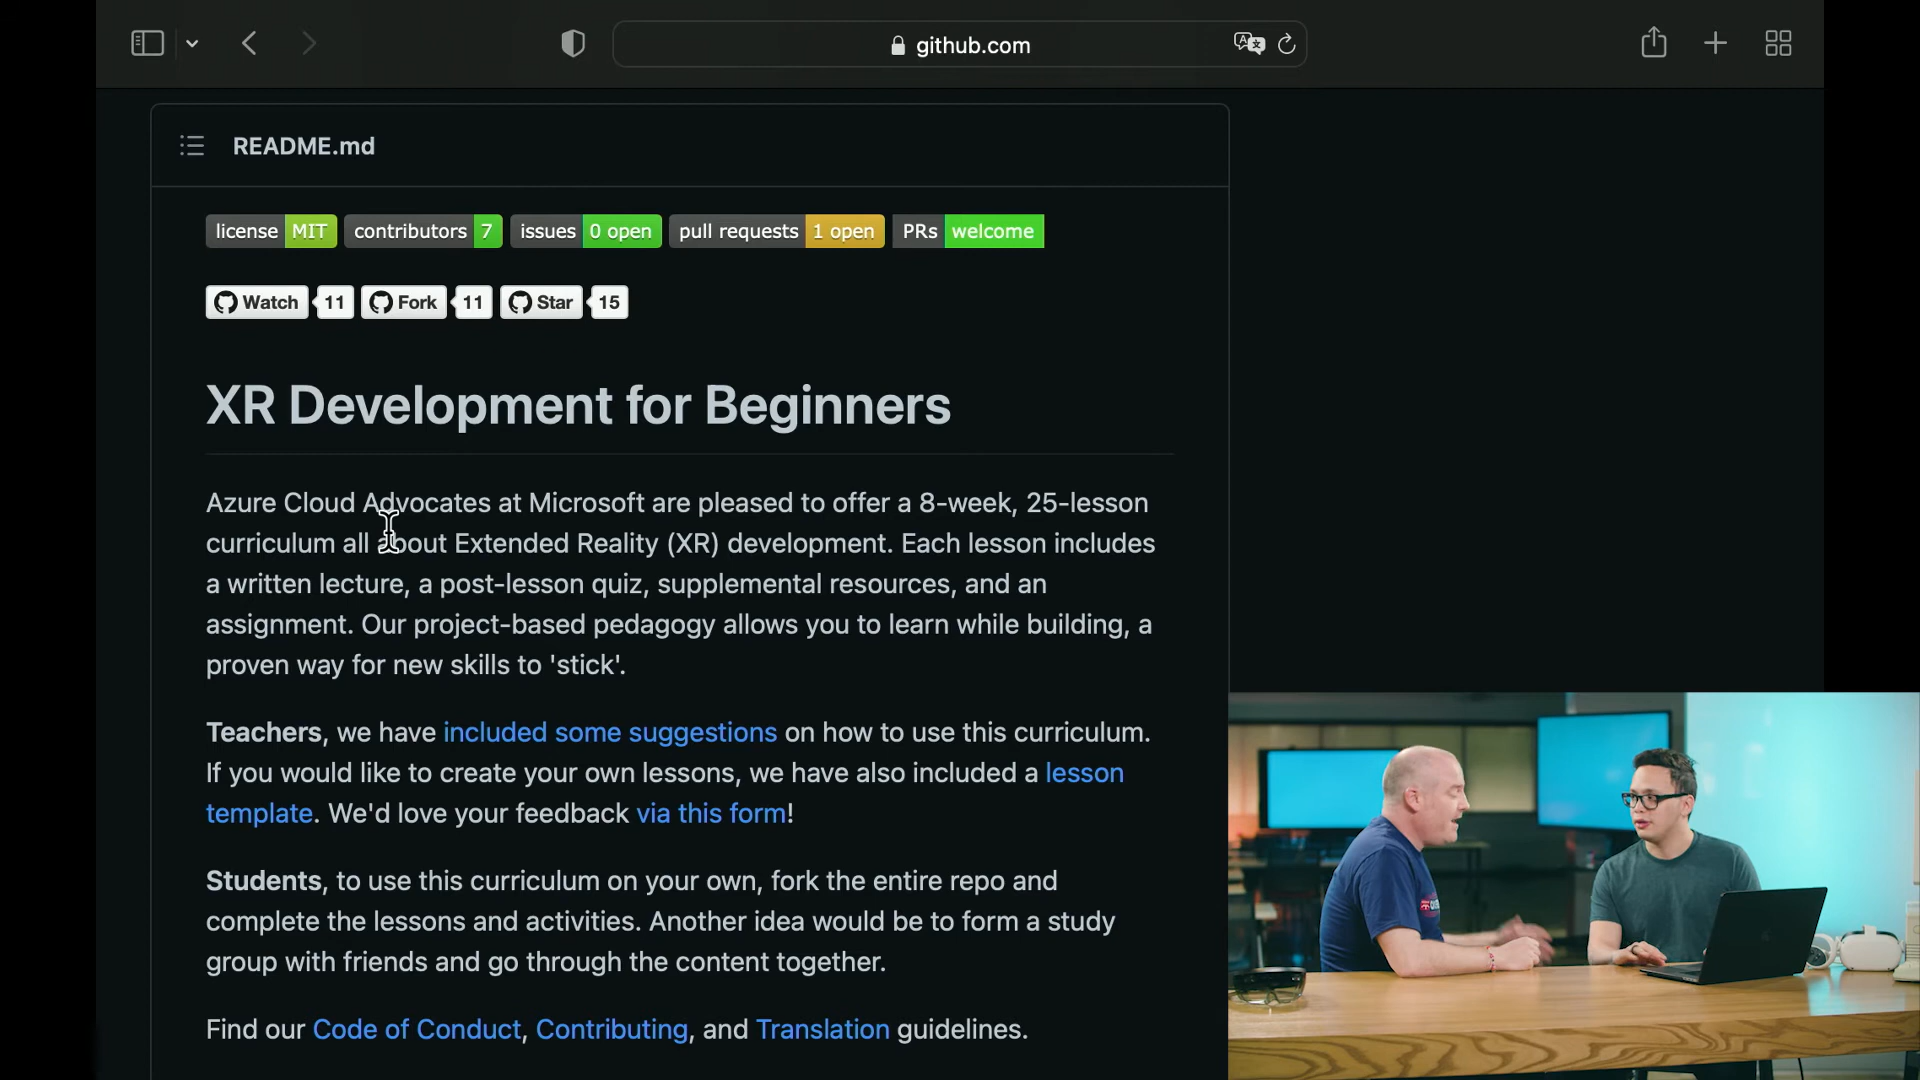 github.com
README.md
license MIT contributors 7 issues 0 open pull requests 1 open PRs welcome
Watch 11 Fork 11 Star 15
XR Development for Beginners
Azure Cloud Advocates at Microsoft are pleased to offer a 8-week, 25-lesson
curriculum all about Extended Reality (XR) development. Each lesson includes
a written lecture, a post-lesson quiz, supplemental resources, and an
assignment. Our project-based pedagogy allows you to learn while building, a
proven way for new skills to 'stick'.
Teachers, we have included some suggestions on how to use this curriculum.
If you would like to create your own lessons, we have also included a lesson
template. We'd love your feedback via this form!
Students, to use this curriculum on your own, fork the entire repo and
complete the lessons and activities. Another idea would be to form a study
group with friends and go through the content together.
Find our Code of Conduct, Contributing, and Translation guidelines.